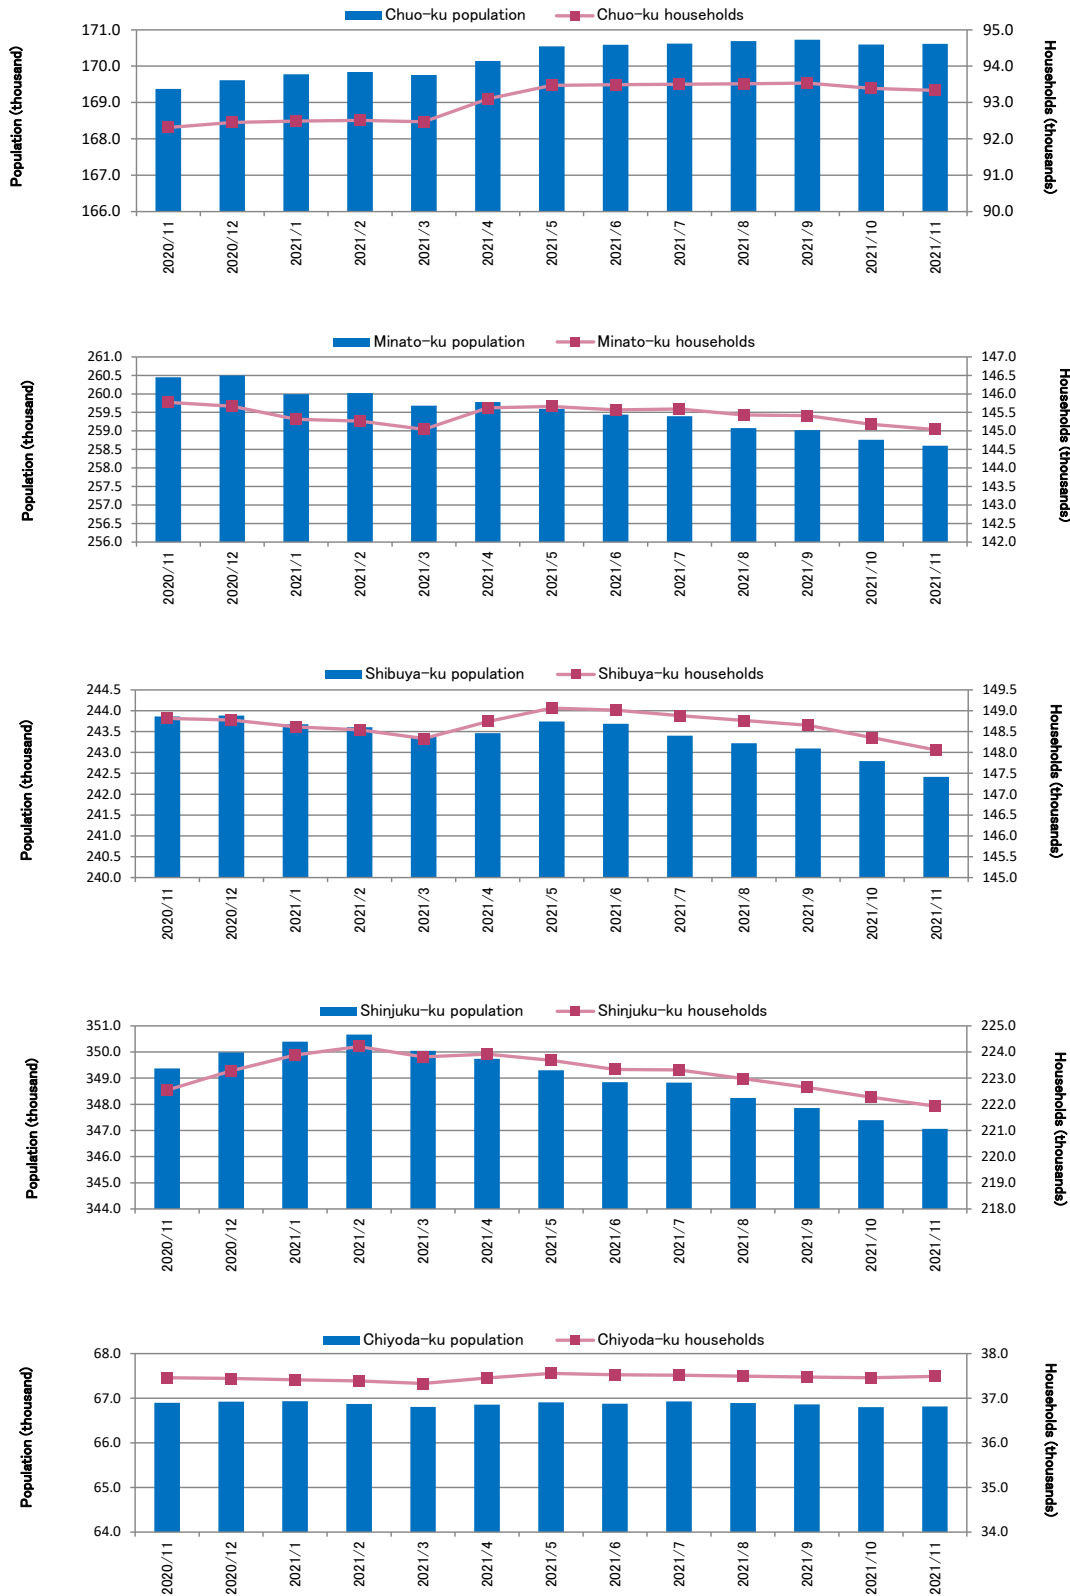 Chuo-ku population Chuo-ku households
171.0 95.0
170.0 94.0
169.0 93.0
168.0 92.0
167.0 91.0
166.0 90.0
Population (thousand)
Households (thousands)
2020/11 2020/12 2021/1 2021/2 2021/3 2021/4 2021/5 2021/6 2021/7 2021/8 2021/9 2021/10 2021/11
Minato-ku population Minato-ku households
261.0 147.0
260.5 146.5
260.0 146.0
259.5 145.5
259.0 145.0
258.5 144.5
258.0 144.0
257.5 143.5
257.0 143.0
256.5 142.5
256.0 142.0
Population (thousand)
Households (thousands)
2020/11 2020/12 2021/1 2021/2 2021/3 2021/4 2021/5 2021/6 2021/7 2021/8 2021/9 2021/10 2021/11
Shibuya-ku population Shibuya-ku households
244.5 149.5
244.0 149.0
243.5 148.5
243.0 148.0
242.5 147.5
242.0 147.0
241.5 146.5
241.0 146.0
240.5 145.5
240.0 145.0
Population (thousand)
Households (thousands)
2020/11 2020/12 2021/1 2021/2 2021/3 2021/4 2021/5 2021/6 2021/7 2021/8 2021/9 2021/10 2021/11
Shinjuku-ku population Shinjuku-ku households
351.0 225.0
350.0 224.0
349.0 223.0
348.0 222.0
347.0 221.0
346.0 220.0
345.0 219.0
344.0 218.0
Population (thousand)
Households (thousands)
2020/11 2020/12 2021/1 2021/2 2021/3 2021/4 2021/5 2021/6 2021/7 2021/8 2021/9 2021/10 2021/11
Chiyoda-ku population Chiyoda-ku households
68.0 38.0
67.0 37.0
66.0 36.0
65.0 35.0
64.0 34.0
Population (thousand)
Households (thousands)
2020/11 2020/12 2021/1 2021/2 2021/3 2021/4 2021/5 2021/6 2021/7 2021/8 2021/9 2021/10 2021/11